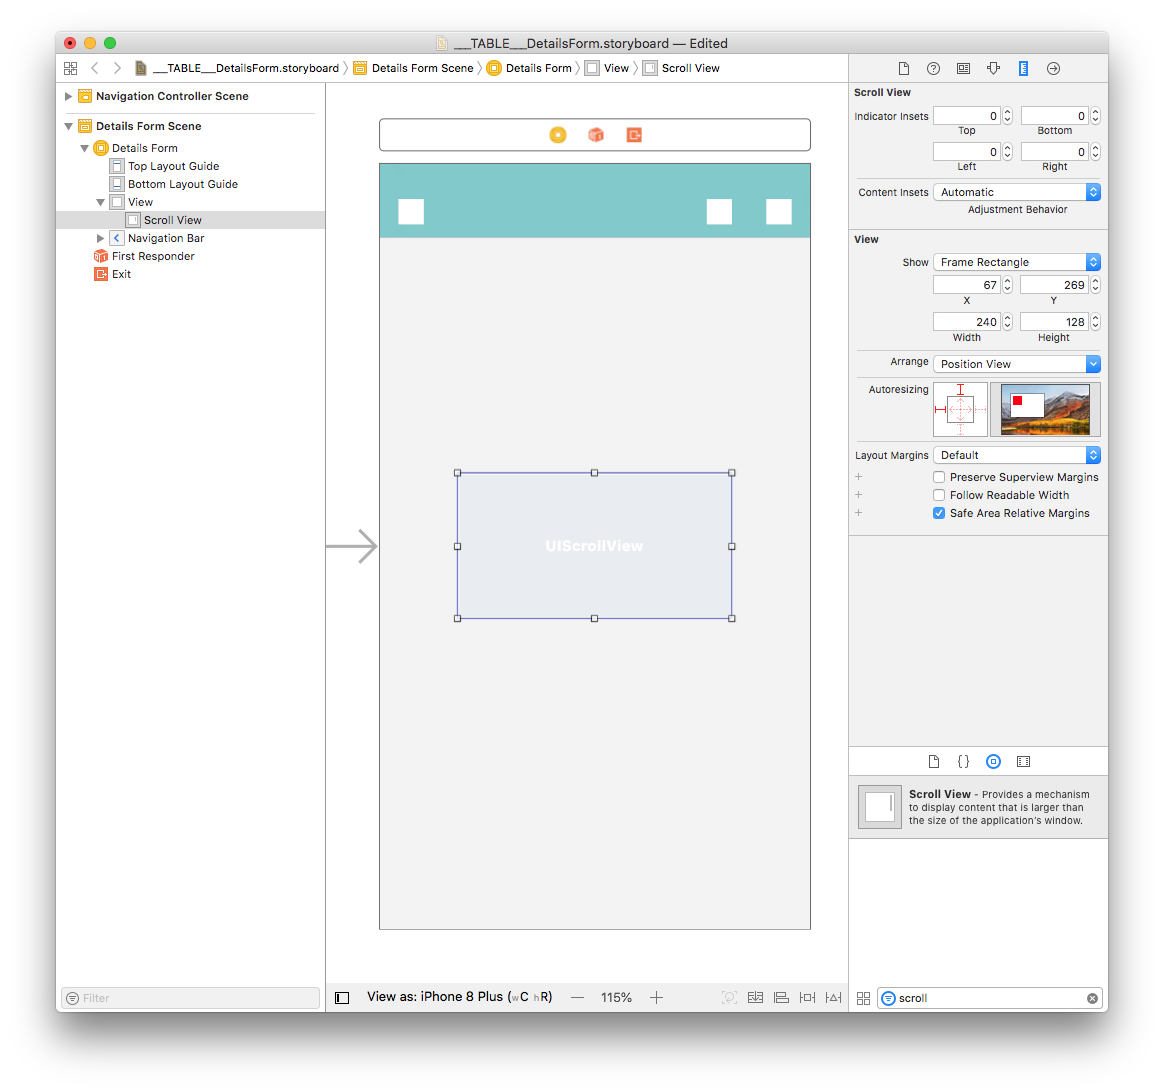 ___TABLE___DetailsForm.storyboard — Edited
___TABLE___DetailsForm.storyboard
Details Form Scene
Details Form
View
Scroll View
Navigation Controller Scene
Details Form Scene
Details Form
Top Layout Guide
Bottom Layout Guide
View
Scroll View
Navigation Bar
First Responder
Exit
Filter
UIScrollView
View as: iPhone 8 Plus (wC hR)
115%
Scroll View
Indicator Insets
0
0
Top
Bottom
0
0
Left
Right
Content Insets
Automatic
Adjustment Behavior
View
Show
Frame Rectangle
67
269
X
Y
240
128
Width
Height
Arrange
Position View
Autoresizing
Layout Margins
Default
Preserve Superview Margins
Follow Readable Width
Safe Area Relative Margins
Scroll View - Provides a mechanism
to display content that is larger than
the size of the application's window.
scroll